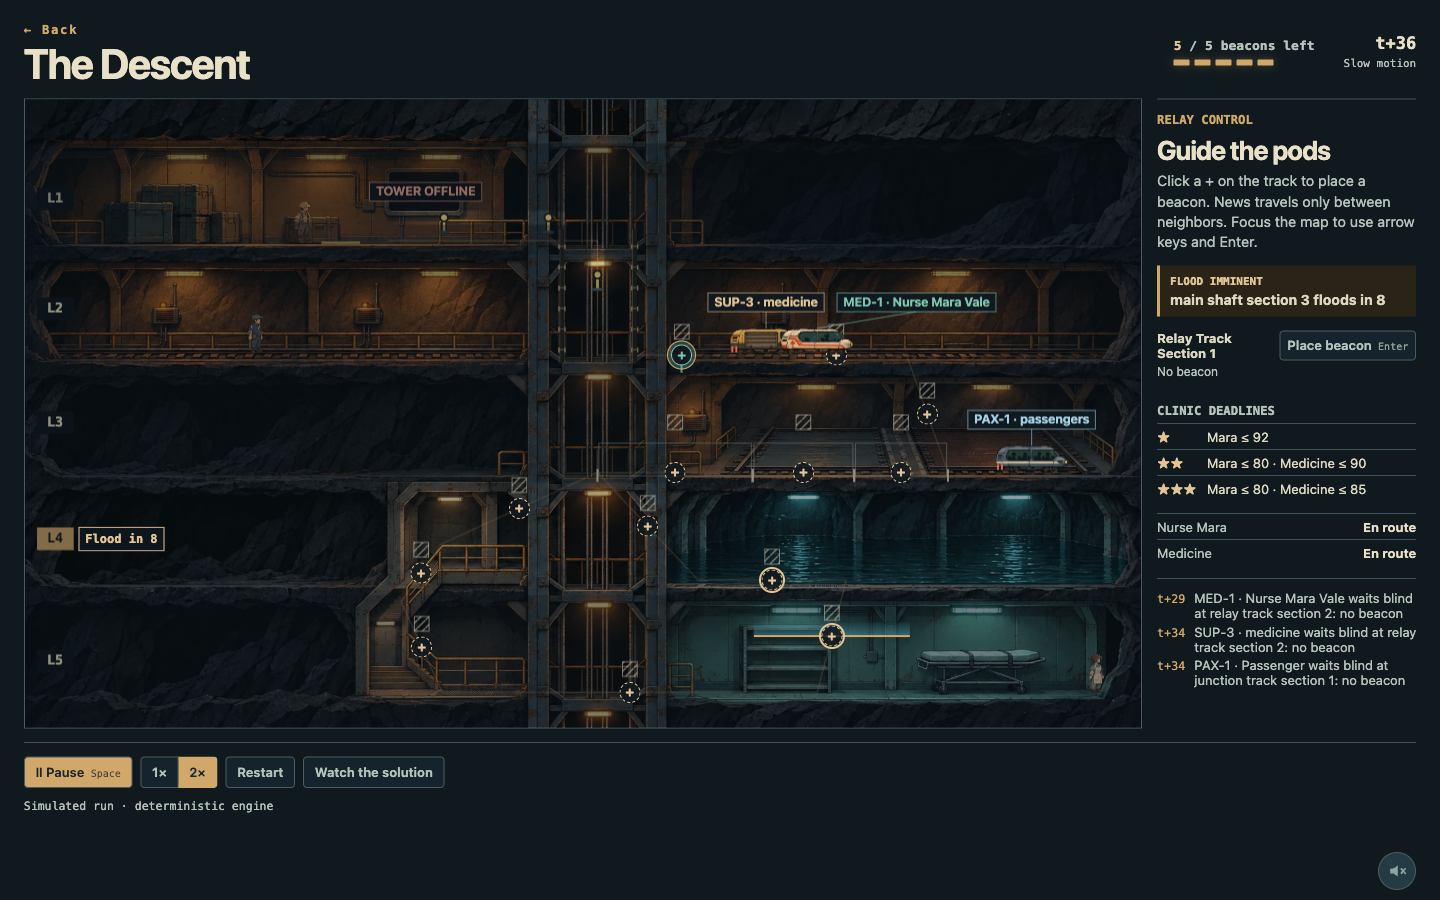 ← Back
The Descent
5 / 5 beacons left
t+36
Slow motion
L1
TOWER OFFLINE
L2
SUP-3 · medicine
MED-1 · Nurse Mara Vale
L3
PAX-1 · passengers
L4
Flood in 8
L5
RELAY CONTROL
Guide the pods
Click a + on the track to place a
beacon. News travels only between
neighbors. Focus the map to use arrow
keys and Enter.
FLOOD IMMINENT
main shaft section 3 floods in 8
Relay Track
Section 1
No beacon
Place beacon Enter
CLINIC DEADLINES
★ Mara ≤ 92
★★ Mara ≤ 80 · Medicine ≤ 90
★★★ Mara ≤ 80 · Medicine ≤ 85
Nurse Mara En route
Medicine En route
t+29 MED-1 · Nurse Mara Vale waits blind
at relay track section 2: no beacon
t+34 SUP-3 · medicine waits blind at relay
track section 2: no beacon
t+34 PAX-1 · Passenger waits blind at
junction track section 1: no beacon
II Pause Space
1×
2×
Restart
Watch the solution
Simulated run · deterministic engine